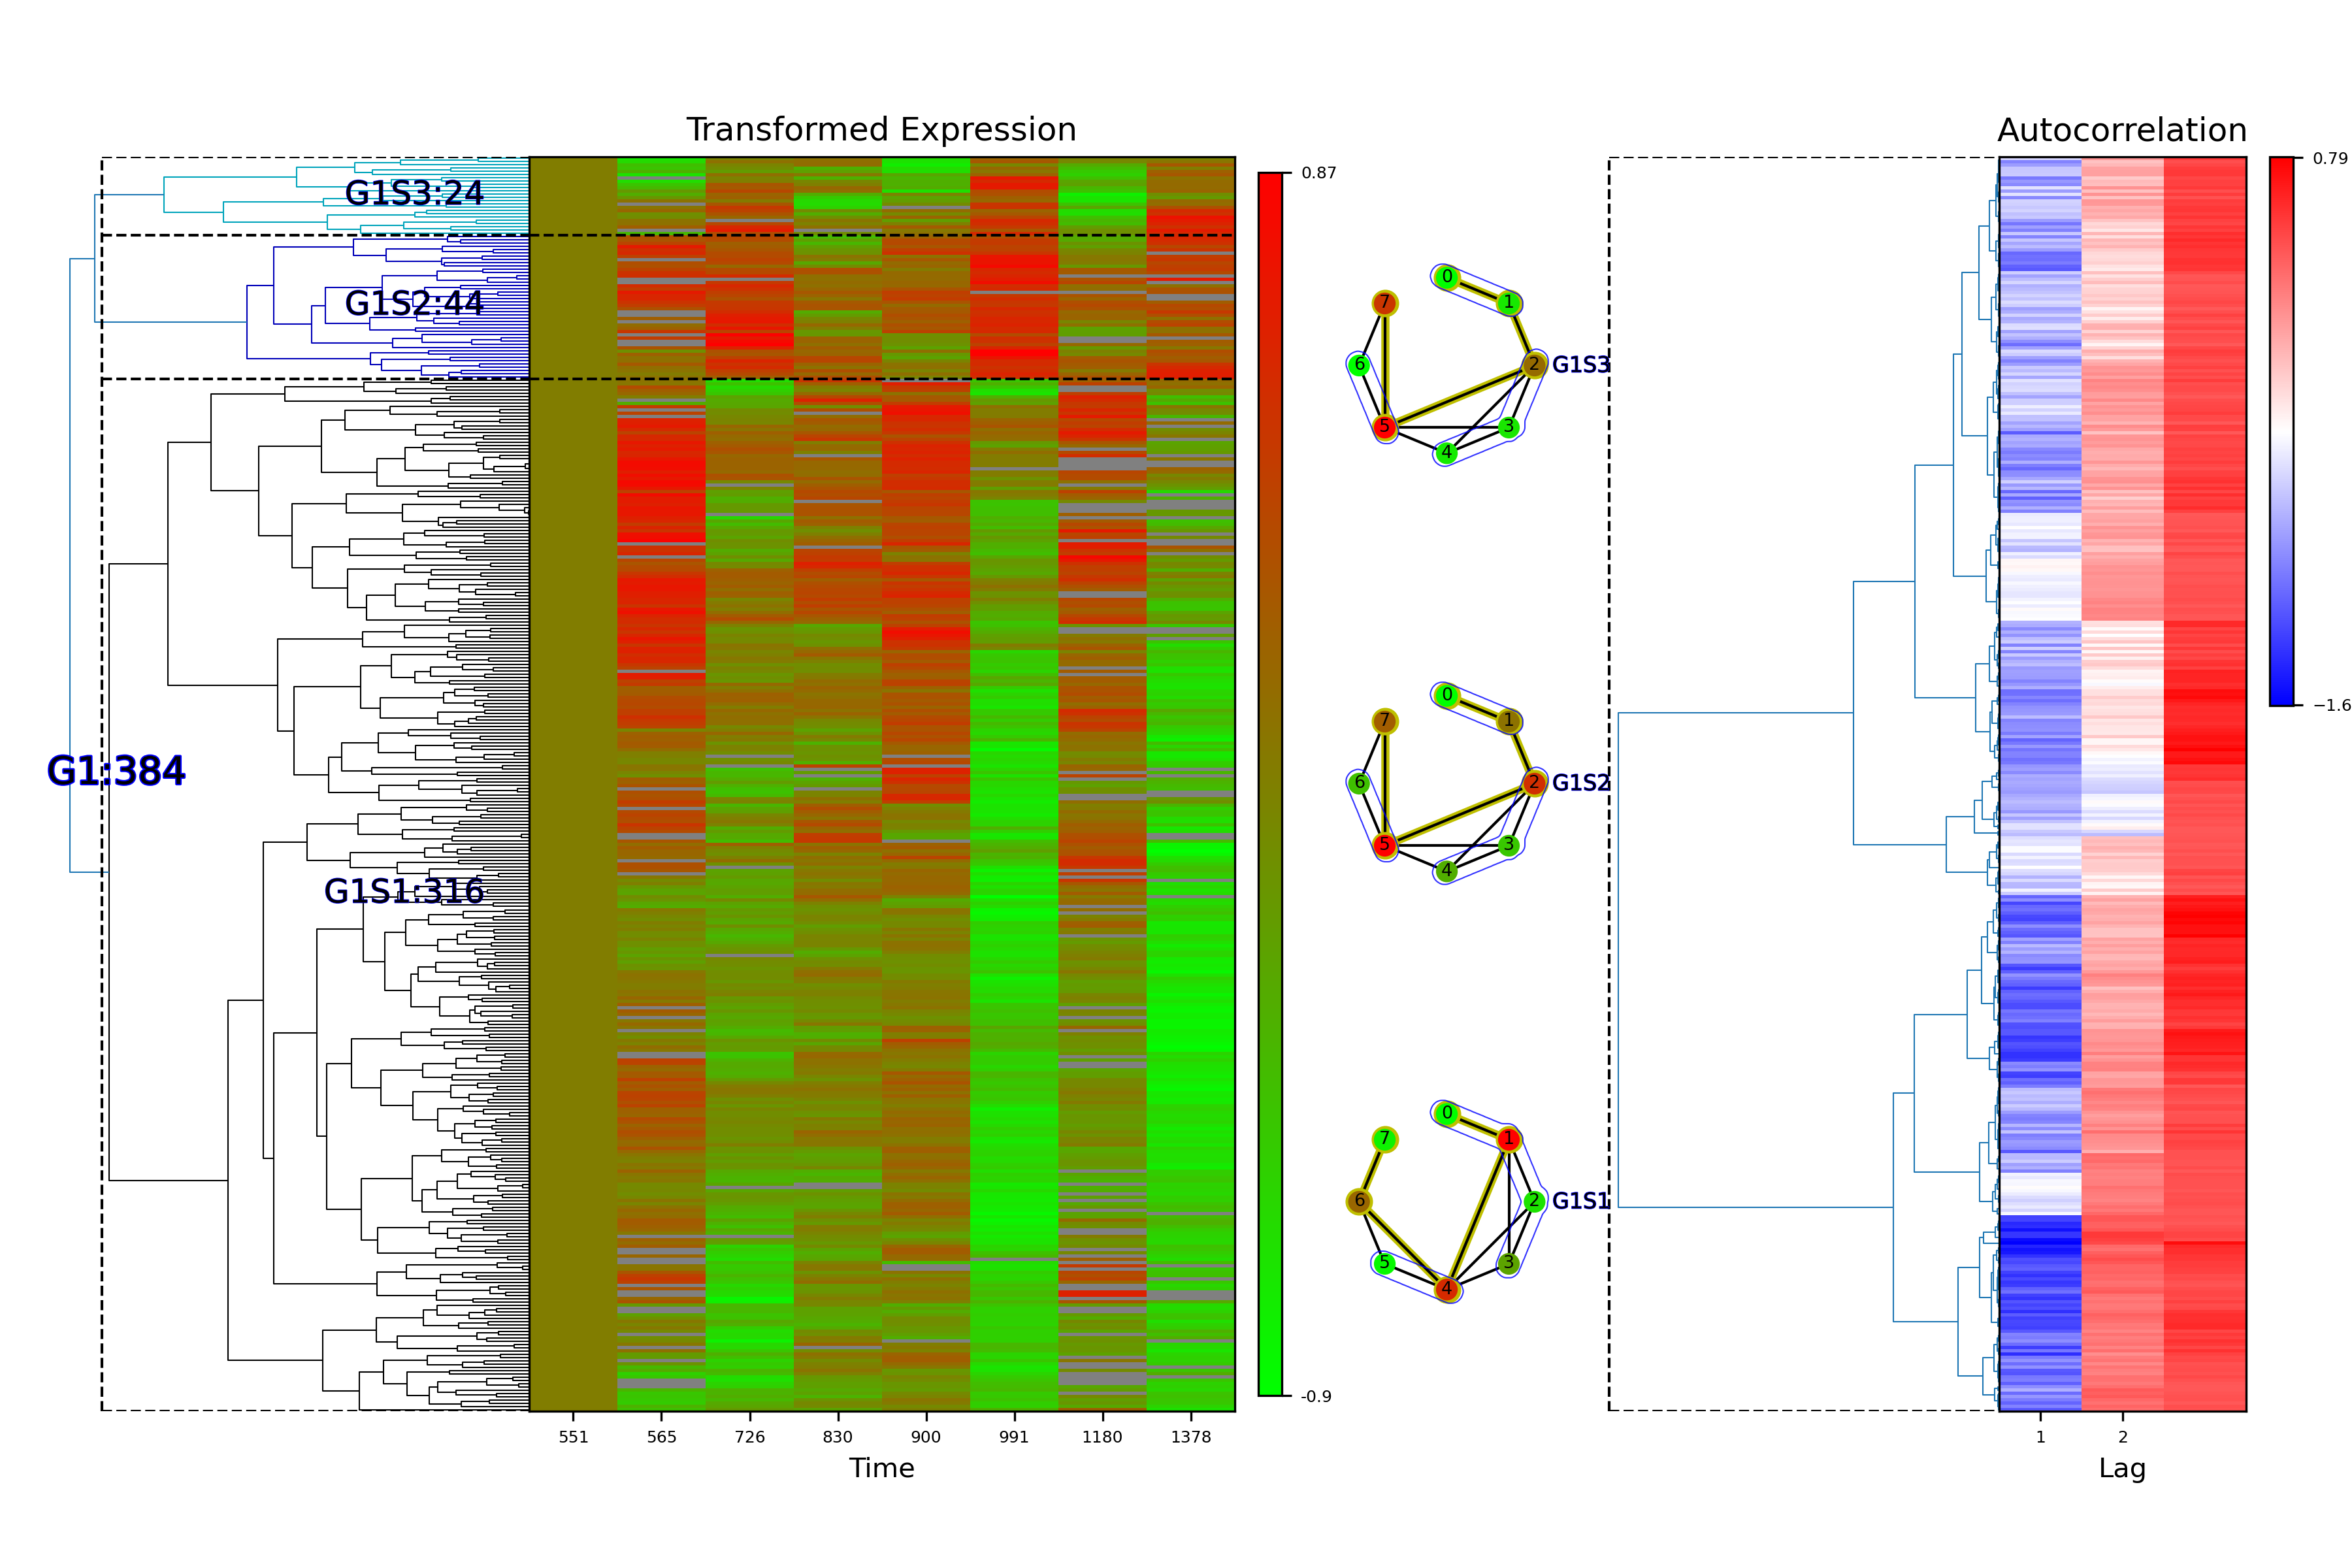 Transformed Expression
Autocorrelation
G1S3:24
G1S2:44
G1:384
G1S1:316
0.87
-0.9
551 565 726 830 900 991 1180 1378
Time
0
1
2
3
4
5
6
7
G1S3
0
1
2
3
4
5
6
7
G1S2
0
1
2
3
4
5
6
7
G1S1
0.79
−1.6
1 2
Lag